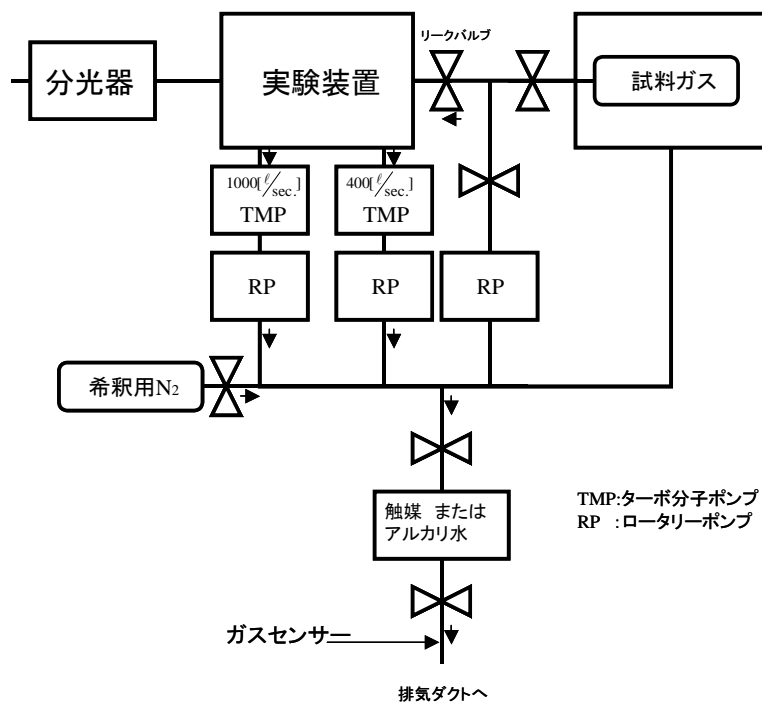 リークバルブ
分光器
実験装置
試料ガス
1000[ℓ/sec.]
TMP
400[ℓ/sec.]
TMP
RP
RP
RP
希釈用N2
触媒 または
アルカリ水
TMP:ターボ分子ポンプ
RP :ロータリーポンプ
ガスセンサー
排気ダクトへ